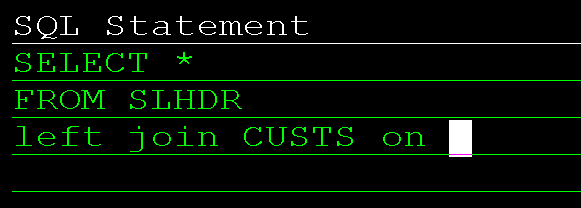 SQL Statement
SELECT *
FROM SLHDR
left join CUSTS on